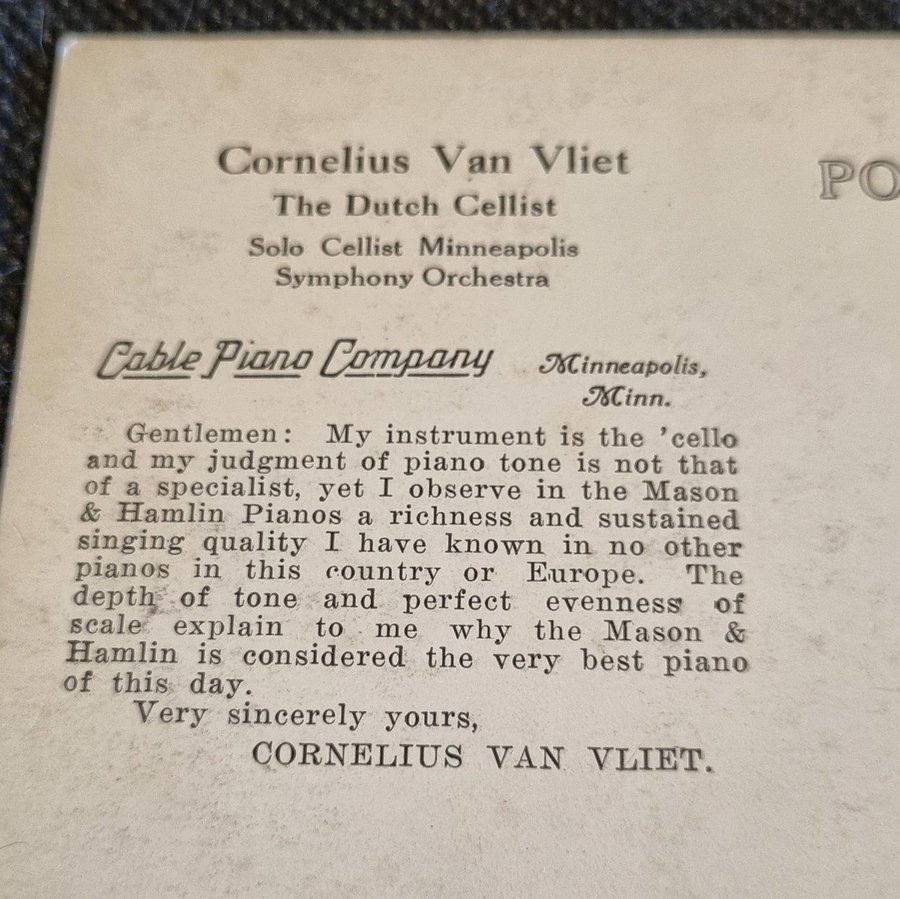 Cornelius Van Vliet
The Dutch Cellist
Solo Cellist Minneapolis
Symphony Orchestra
PO
Cable Piano Company Minneapolis,
Minn.
Gentlemen: My instrument is the 'cello
and my judgment of piano tone is not that
of a specialist, yet I observe in the Mason
& Hamlin Pianos a richness and sustained
singing quality I have known in no other
pianos in this country or Europe. The
depth of tone and perfect evenness of
scale explain to me why the Mason &
Hamlin is considered the very best piano
of this day.
Very sincerely yours,
CORNELIUS VAN VLIET.